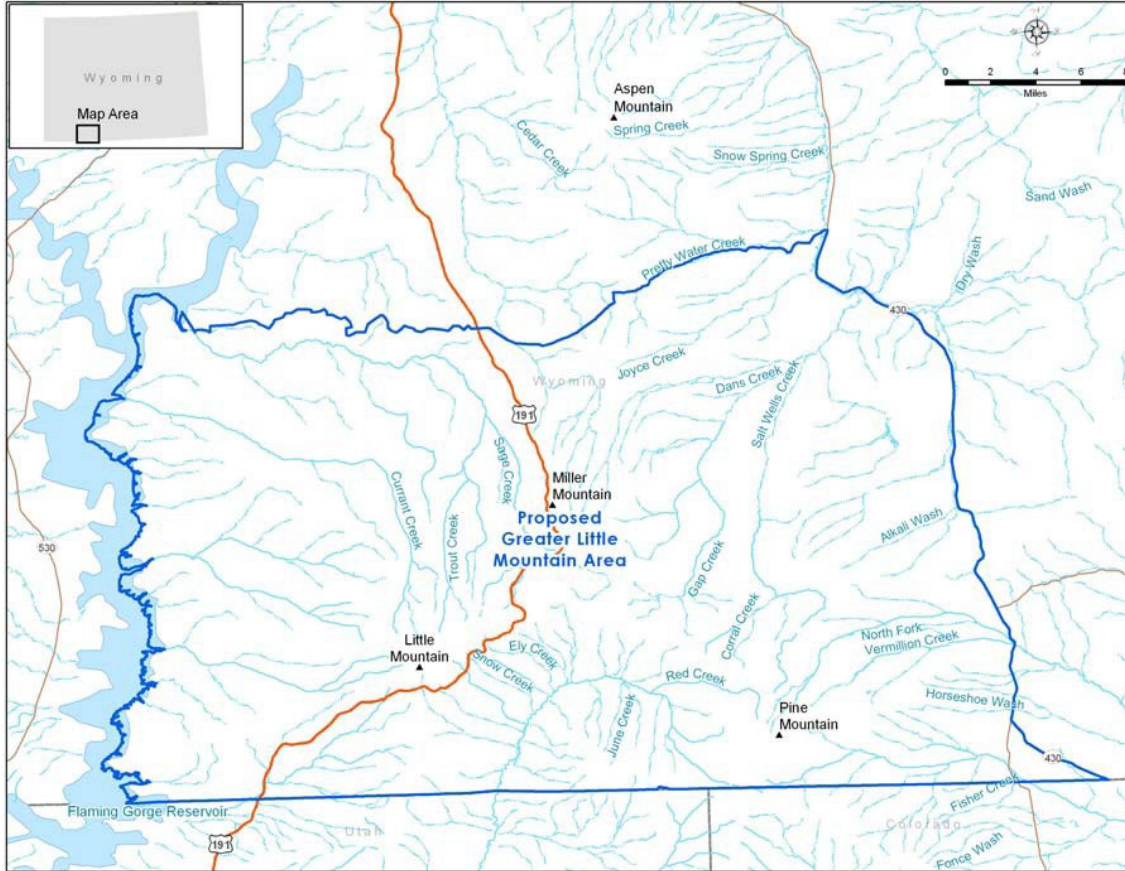 Wyoming
Map Area
0 2 4 6 8
Miles
Aspen
Mountain
Spring Creek
Cedar Creek
Snow Spring Creek
Sand Wash
Pretty Water Creek
Dry Wash
430
Joyce Creek
Wyoming
Dans Creek
Salt Wells Creek
191
Sage Creek
Miller
Mountain
Currant Creek
Trout Creek
Proposed
Greater Little
Mountain Area
Alkali Wash
530
Gap Creek
Corral Creek
North Fork
Vermillion Creek
Little
Mountain
Ely Creek
Snow Creek
Red Creek
Horseshoe Wash
June Creek
Pine
Mountain
430
Fisher Creek
Flaming Gorge Reservoir
Utah
Colorado
191
Fonce Wash